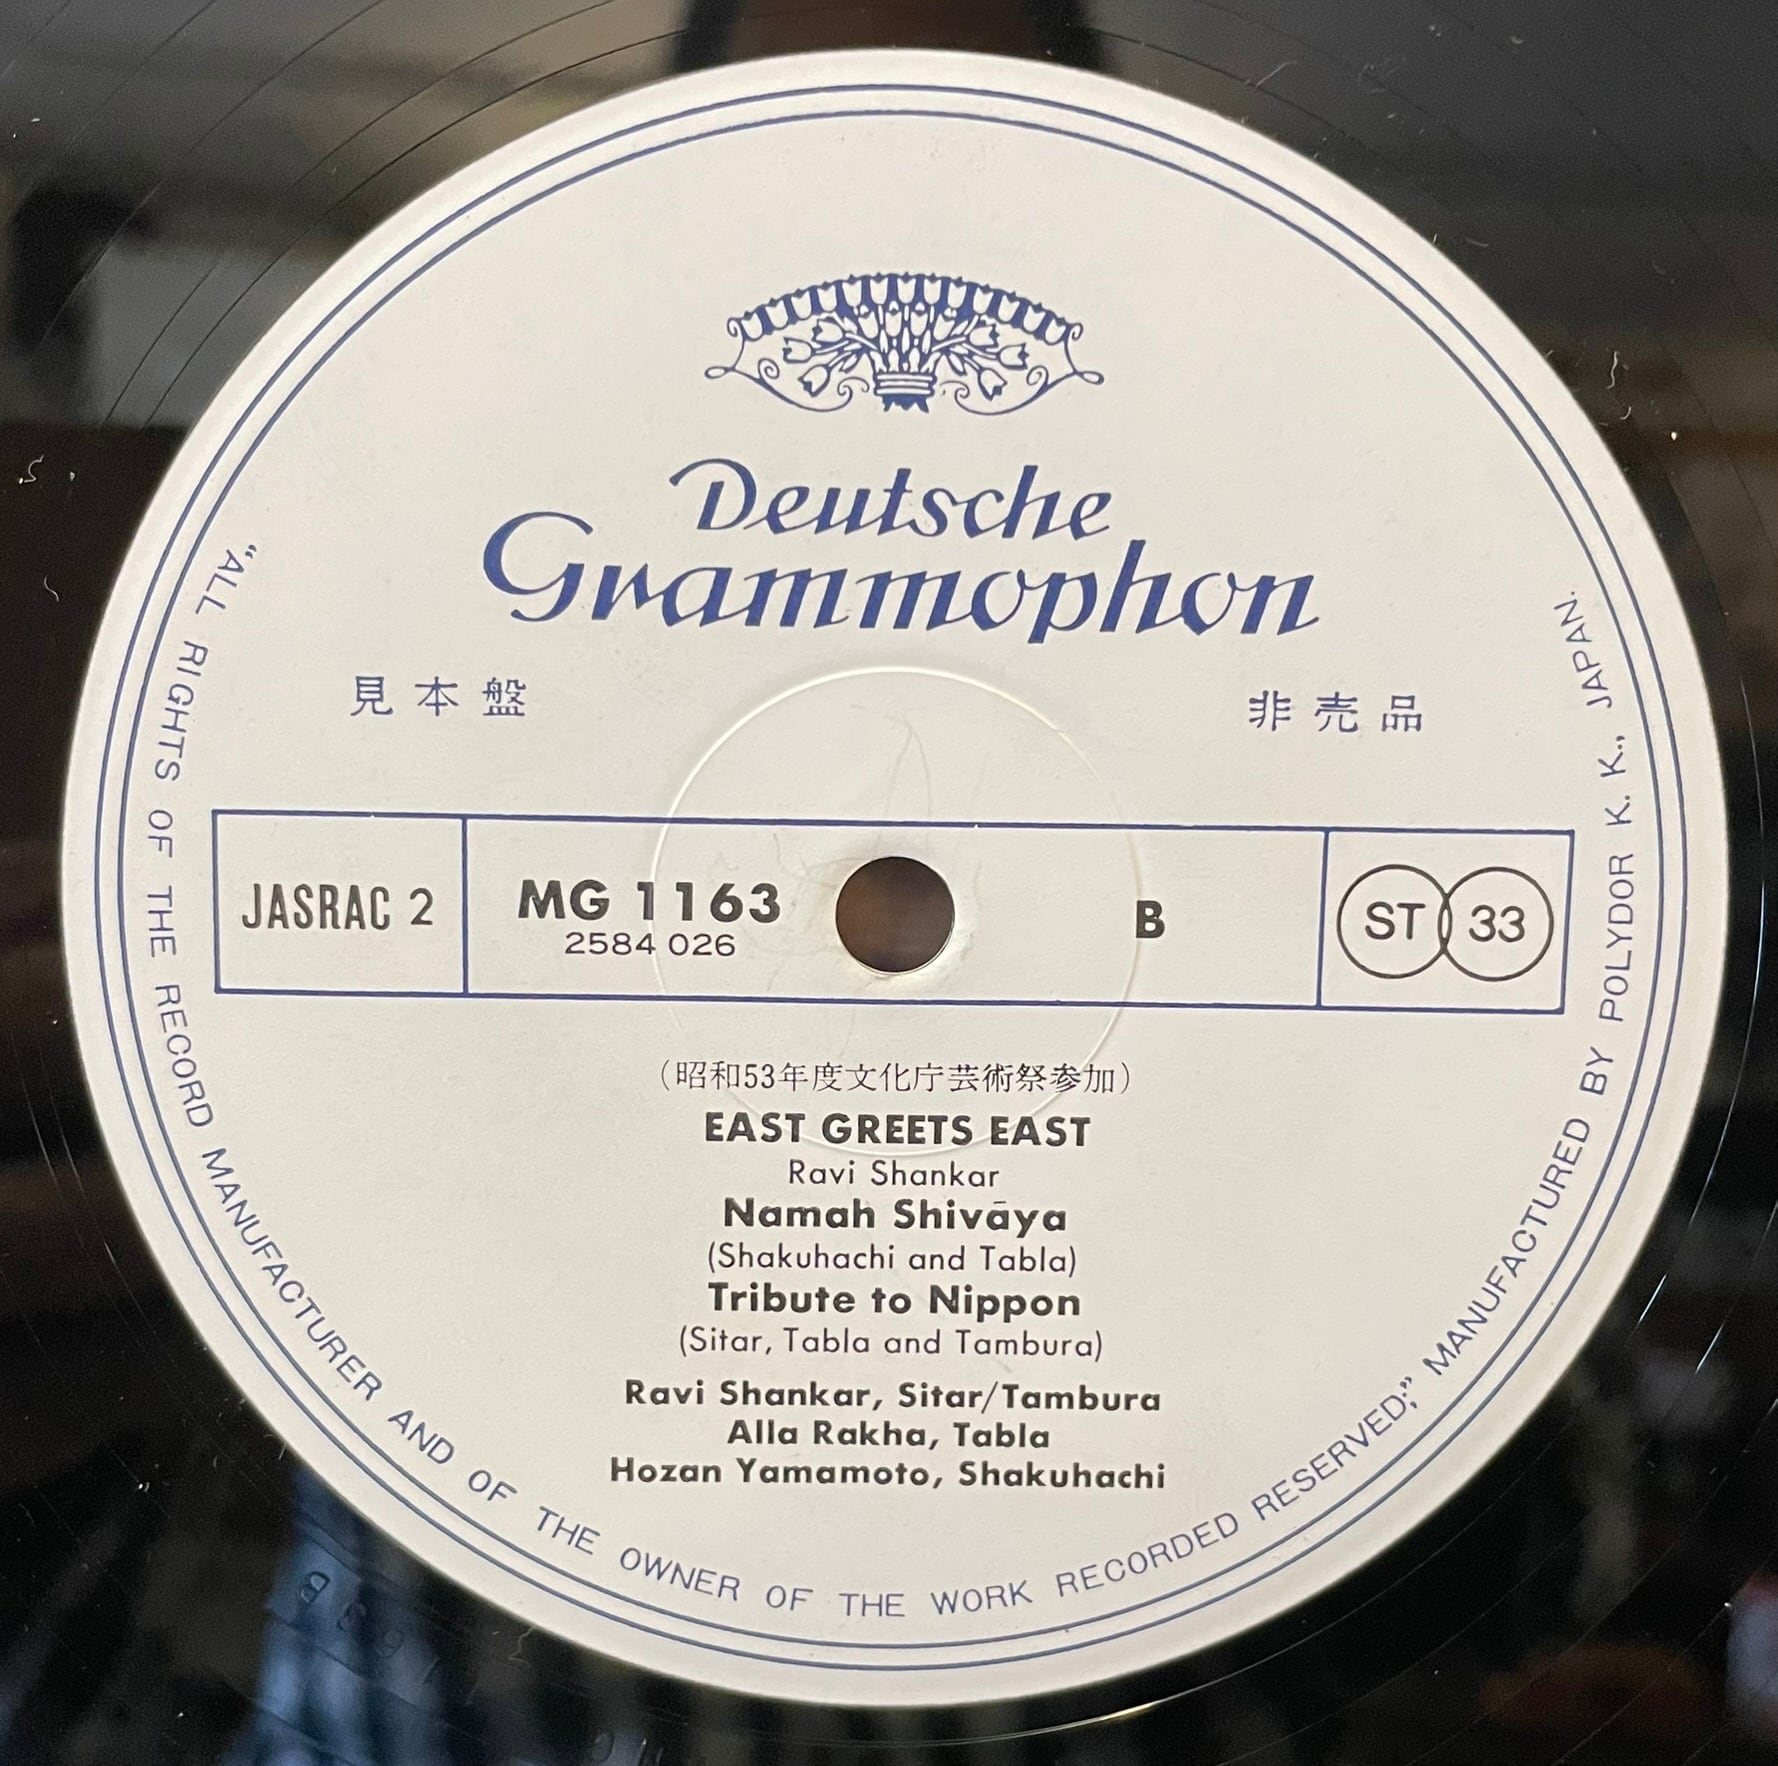 Deutsche
Grammophon
見本盤
非売品
JASRAC 2
MG 1163
2584 026
B
ST 33
(昭和53年度文化庁芸術祭参加)
EAST GREETS EAST
Ravi Shankar
Namah Shivāya
(Shakuhachi and Tabla)
Tribute to Nippon
(Sitar, Tabla and Tambura)
Ravi Shankar, Sitar/Tambura
Alla Rakha, Tabla
Hozan Yamamoto, Shakuhachi
"ALL RIGHTS OF THE RECORD MANUFACTURER AND OF THE OWNER OF THE WORK RECORDED RESERVED;" MANUFACTURED BY POLYDOR K. K., JAPAN.